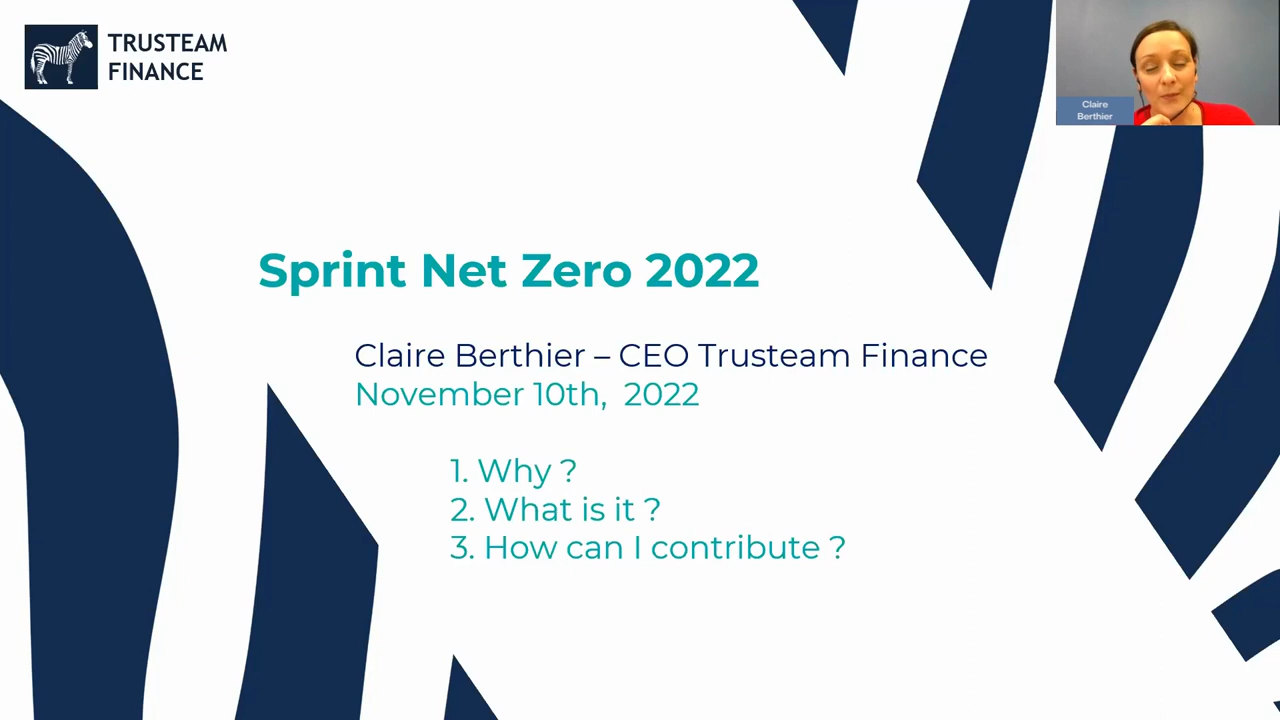 TRUSTEAM
FINANCE
Claire
Berthier
Sprint Net Zero 2022
Claire Berthier – CEO Trusteam Finance
November 10th,  2022
1. Why ?
2. What is it ?
3. How can I contribute ?